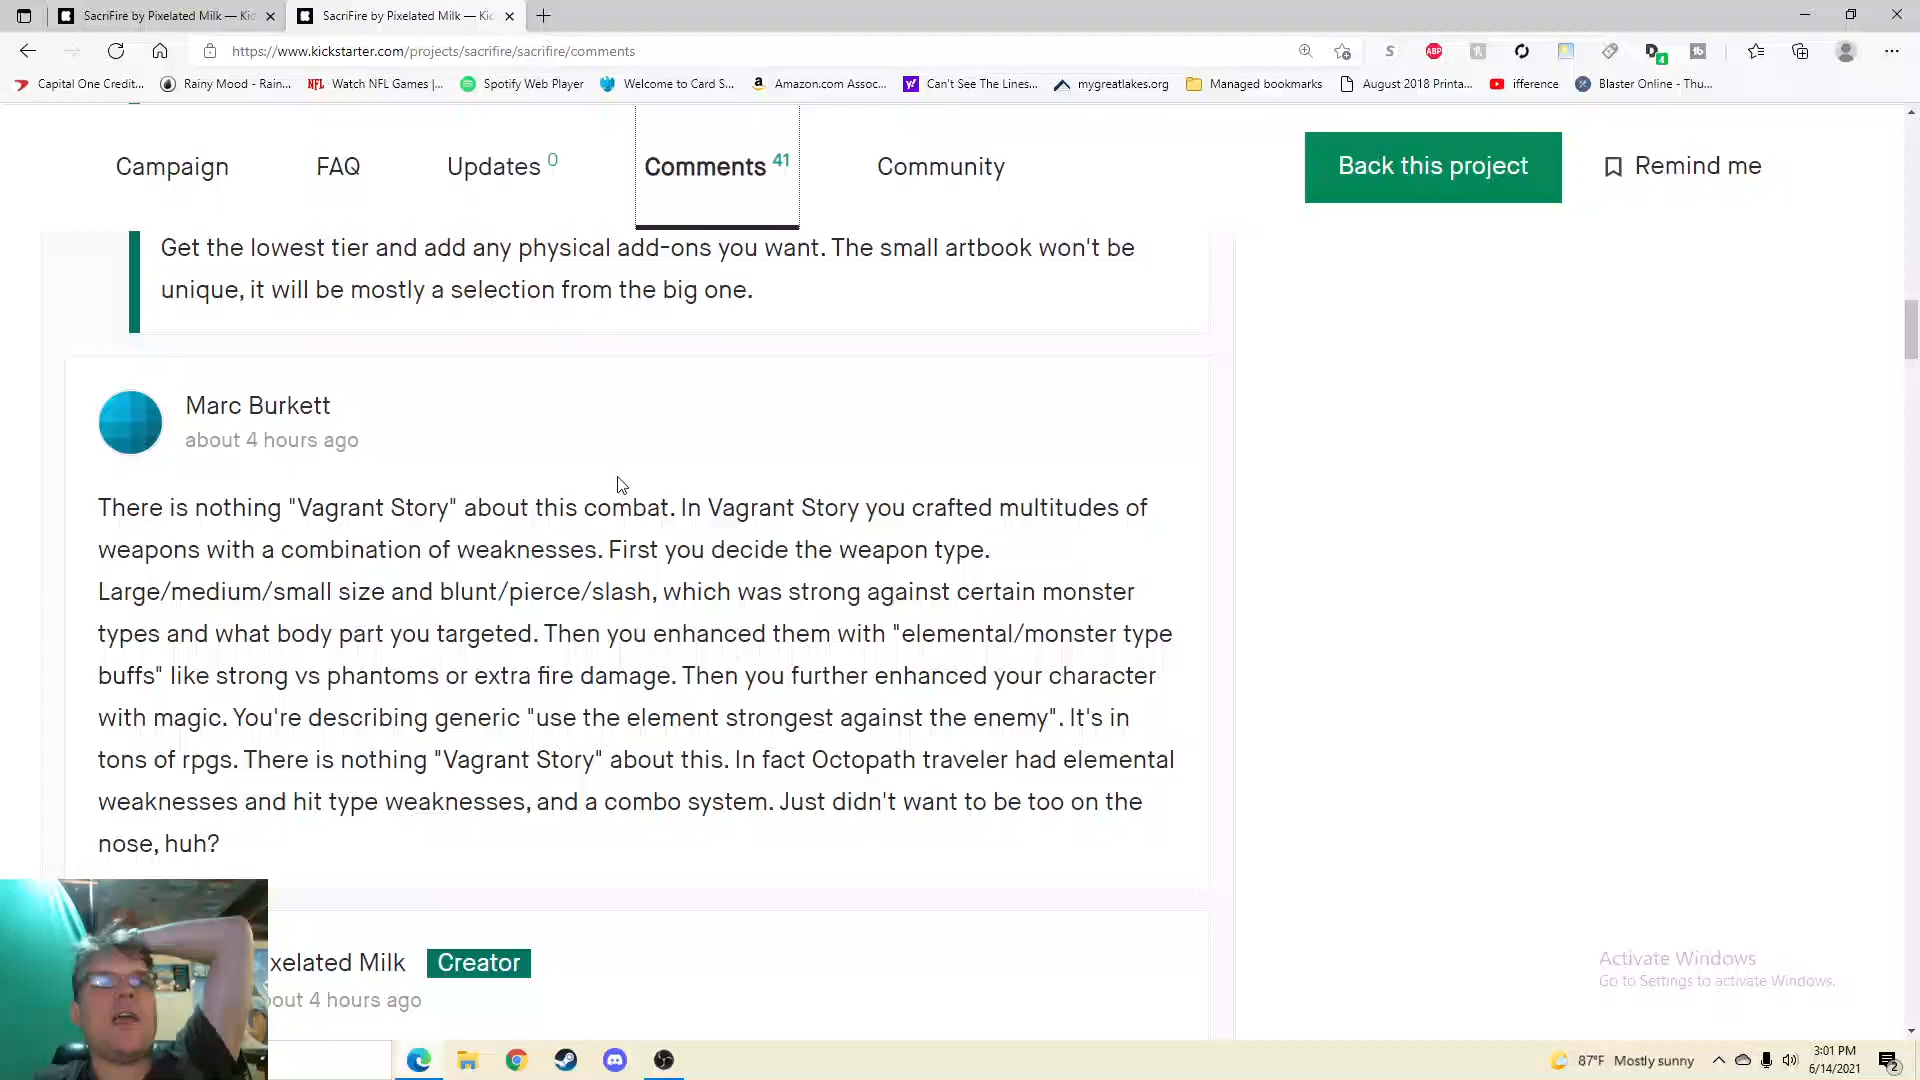 SacriFire by Pixelated Milk — Kic
SacriFire by Pixelated Milk — Kic
https://www.kickstarter.com/projects/sacrifire/sacrifire/comments
ABP
4
Capital One Credit...
Rainy Mood - Rain...
NFL Watch NFL Games |...
Spotify Web Player
Welcome to Card S...
Amazon.com Assoc...
Can't See The Lines...
mygreatlakes.org
Managed bookmarks
August 2018 Printa...
ifference
Blaster Online - Thu...
Campaign
FAQ
Updates 0
Comments 41
Community
Back this project
Remind me
Get the lowest tier and add any physical add-ons you want. The small artbook won't be
unique, it will be mostly a selection from the big one.
Marc Burkett
about 4 hours ago
There is nothing "Vagrant Story" about this combat. In Vagrant Story you crafted multitudes of
weapons with a combination of weaknesses. First you decide the weapon type.
Large/medium/small size and blunt/pierce/slash, which was strong against certain monster
types and what body part you targeted. Then you enhanced them with "elemental/monster type
buffs" like strong vs phantoms or extra fire damage. Then you further enhanced your character
with magic. You're describing generic "use the element strongest against the enemy". It's in
tons of rpgs. There is nothing "Vagrant Story" about this. In fact Octopath traveler had elemental
weaknesses and hit type weaknesses, and a combo system. Just didn't want to be too on the
nose, huh?
xelated Milk
Creator
out 4 hours ago
Activate Windows
Go to Settings to activate Windows.
87°F Mostly sunny
3:01 PM
6/14/2021
2